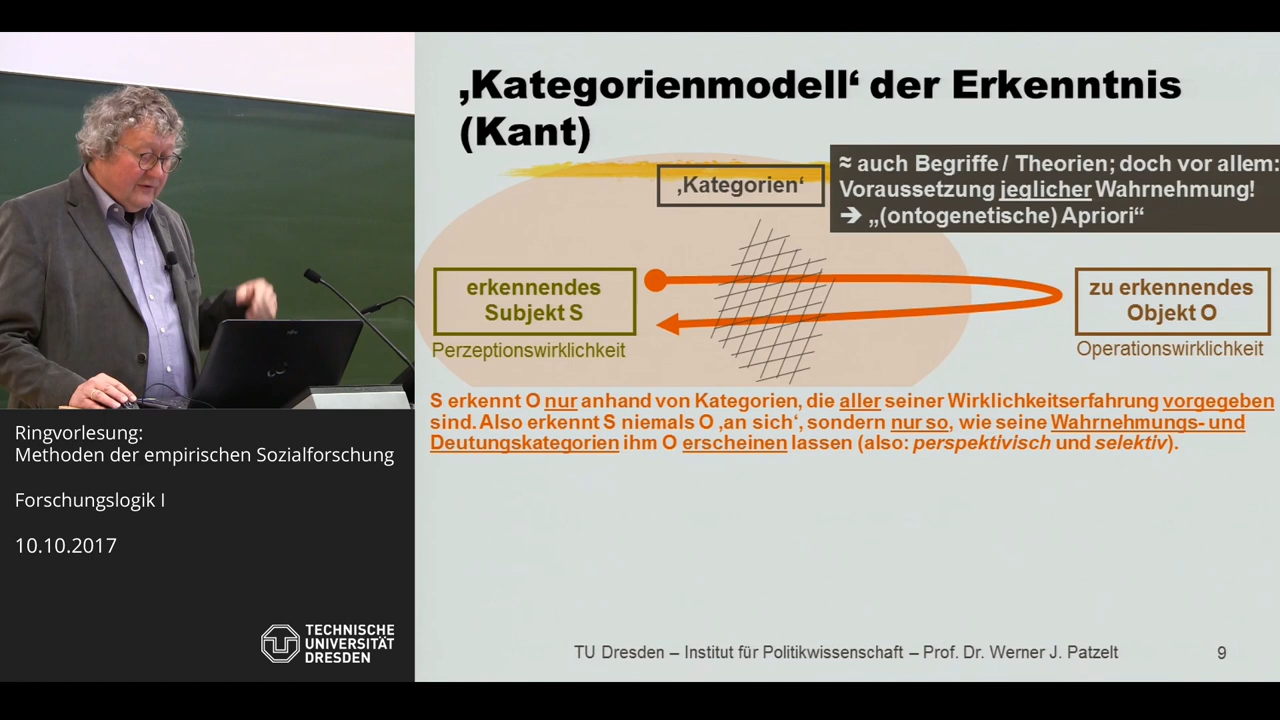 ‚Kategorienmodell‘ der Erkenntnis
(Kant)
‚Kategorien‘
≈ auch Begriffe / Theorien; doch vor allem:
Voraussetzung jeglicher Wahrnehmung!
➔ „(ontogenetische) Apriori“
erkennendes
Subjekt S
Perzeptionswirklichkeit
zu erkennendes
Objekt O
Operationswirklichkeit
S erkennt O nur anhand von Kategorien, die aller seiner Wirklichkeitserfahrung vorgegeben
sind. Also erkennt S niemals O ‚an sich‘, sondern nur so, wie seine Wahrnehmungs- und
Deutungskategorien ihm O erscheinen lassen (also: perspektivisch und selektiv).
Ringvorlesung:
Methoden der empirischen Sozialforschung
Forschungslogik I
10.10.2017
TECHNISCHE
UNIVERSITÄT
DRESDEN
TU Dresden – Institut für Politikwissenschaft – Prof. Dr. Werner J. Patzelt
9